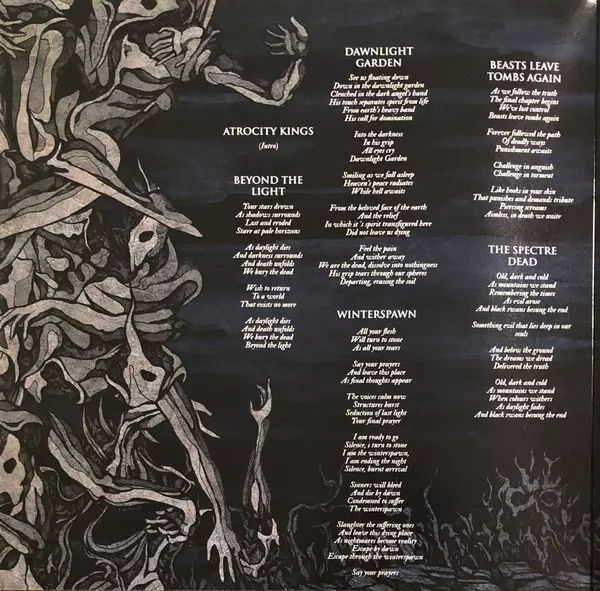 ATROCITY KINGS
(Intro)
BEYOND THE
LIGHT
Your stars drown
As shadows surrounds
Lost and eroded
Stare at pale horizons
As daylight dies
And darkness surrounds
And death unfolds
We bury the dead
Wish to return
To a world
That exists no more
As daylight dies
And death unfolds
We bury the dead
Beyond the light
DAWNLIGHT
GARDEN
See us floating down
Down in the dawnlight garden
Clenched in the dark angel's hand
His touch separates spirit from life
From earth's heavy band
His call for domination
Into the darkness
In his grip
All eyes cry
Dawnlight Garden
Smiling as we fall asleep
Heaven's peace radiates
While hell awaits
From the beloved face of the earth
And the relief
In which it's spirit transfigured here
Did not leave us dying
Feel the pain
And wither away
We are the dead, dissolve into nothingness
His grip tears through our spheres
Departing, erasing the soil
WINTERSPAWN
All your flesh
Will turn to stone
As all your tears
Say your prayers
And leave this place
As final thoughts appear
The voices calm now
Structures burst
Seduction of last light
Your final prayer
I am ready to go
Silence, i turn to stone
I am the winterspawn,
I am ending the night
Silence, burnt arrival
Sinners will bleed
And die by dawn
Condemned to suffer
The winterspawn
Slaughter the suffering ones
And leave this dying place
As nightmares become reality
Escape by dawn
Escape through the winterspawn
Say your prayers
BEASTS LEAVE
TOMBS AGAIN
As we follow the truth
The final chapter begins
We've lost control
Beasts leave tombs again
Forever followed the path
Of deadly ways
Punishment awaits
Challenge in anguish
Challenge in torment
Like hooks in your skin
That punishes and demands tribute
Piercing screams
Aimless, in death we unite
THE SPECTRE
DEAD
Old, dark and cold
As mountains we stand
Remembering the times
As evil arose
And black swans besung the end
Something evil that lies deep in our
souls
And below the ground
The dreams we dread
Delivered the truth
Old, dark and cold
As mountains we stand
When colours withers
As daylight fades
And black swans besung the end